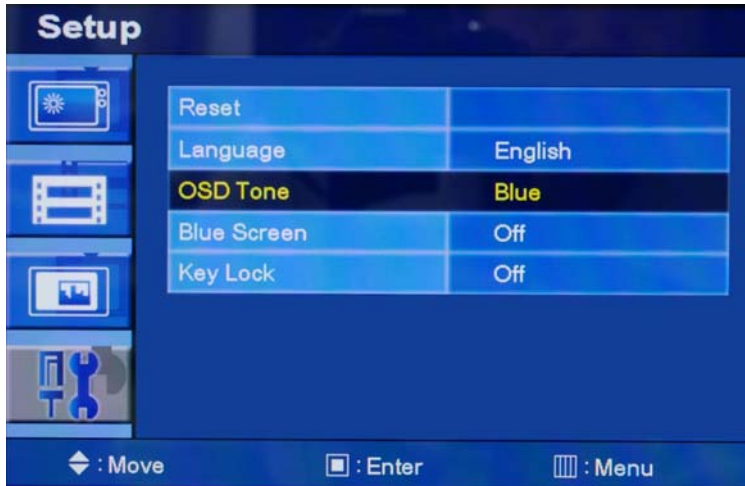 Setup
Reset
Language English
OSD Tone Blue
Blue Screen Off
Key Lock Off
: Move : Enter : Menu